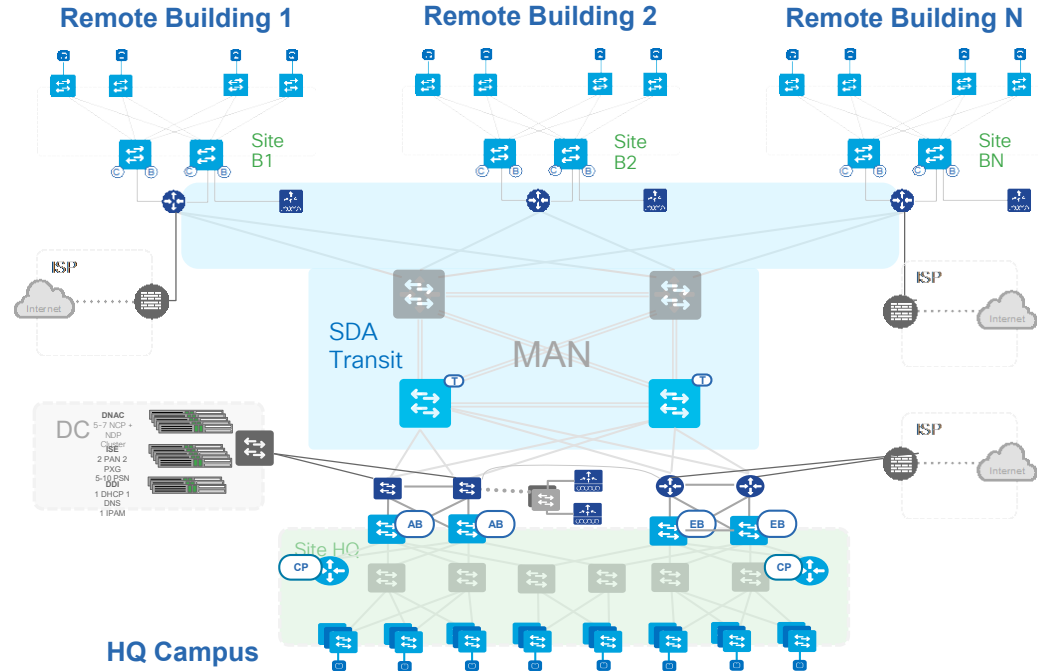 Remote Building 1
Remote Building 2
Remote Building N
Site
B1
Site
B2
Site
BN
C
B
C
B
C
B
ISP
Internet
ISP
Internet
SDA
Transit
MAN
T
T
DC
DNAC
5-7 NCP +
NDP
Cluster
ISE
2 PAN 2
PXG
5-10 PSN
DDI
1 DHCP 1
DNS
1 IPAM
ISP
Internet
AB
AB
EB
EB
Site HQ
CP
CP
HQ Campus